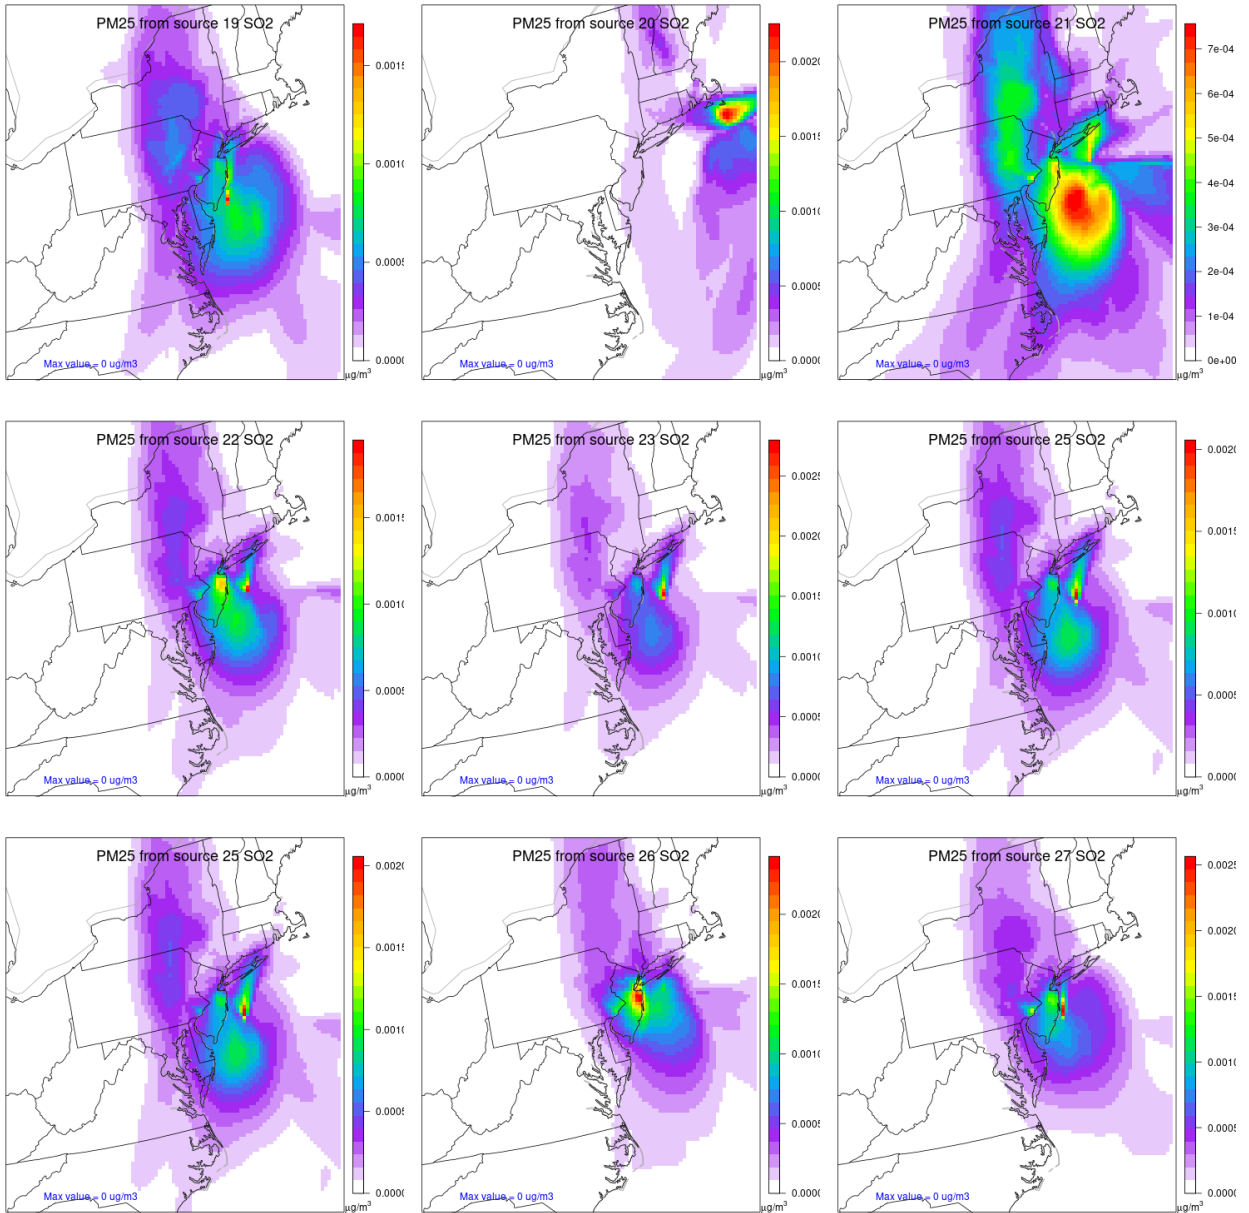 PM25 from source 19 SO2
0.001
0.0010
0.000
0.000
Max value = 0 ug/m3
μg/m3
PM25 from source 20 SO2
0.0020
0.0015
0.0010
0.0005
0.0000
Max value = 0 ug/m3
μg/m3
PM25 from source 21 SO2
7e-04
6e-04
5e-04
4e-04
3e-04
2e-04
1e-04
0e+00
Max value = 0 ug/m3
μg/m3
PM25 from source 22 SO2
0.0015
0.0010
0.0005
0.0000
Max value = 0 ug/m3
μg/m3
PM25 from source 23 SO2
0.0025
0.0020
0.0015
0.0010
0.0005
0.0000
Max value = 0 ug/m3
μg/m3
PM25 from source 25 SO2
0.0020
0.0015
0.0010
0.0005
0.0000
Max value = 0 ug/m3
μg/m3
PM25 from source 25 SO2
0.0020
0.0015
0.0010
0.0005
0.0000
Max value = 0 ug/m3
μg/m3
PM25 from source 26 SO2
0.0020
0.0015
0.0010
0.0005
0.0000
Max value = 0 ug/m3
μg/m3
PM25 from source 27 SO2
0.0025
0.0020
0.0015
0.0010
0.0005
0.0000
Max value = 0 ug/m3
μg/m3